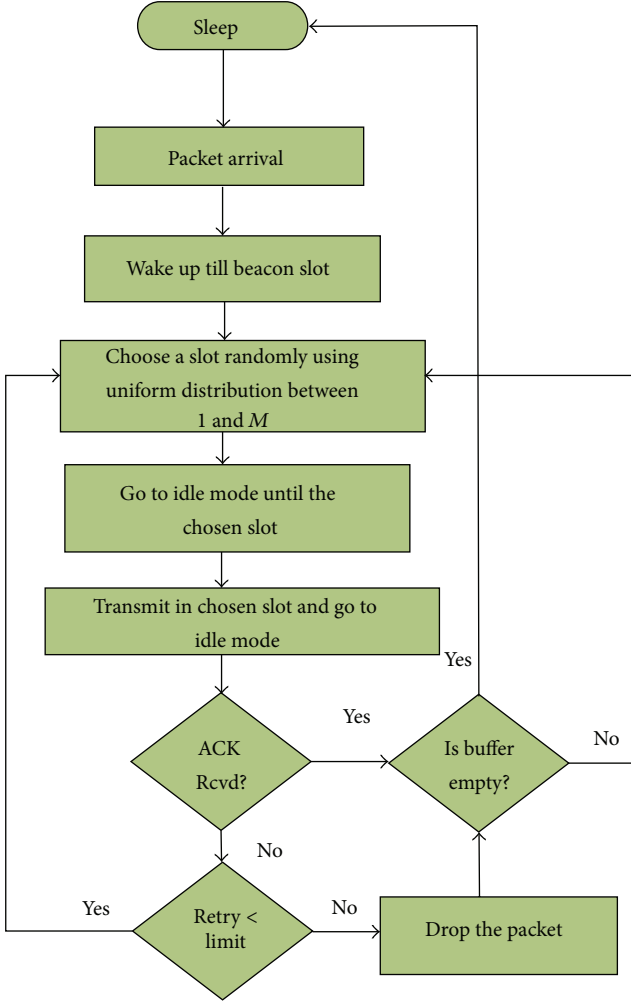 Sleep
Packet arrival
Wake up till beacon slot
Choose a slot randomly using
uniform distribution between
1 and M
Go to idle mode until the
chosen slot
Transmit in chosen slot and go to
idle mode
Yes
Yes
ACK
Rcvd?
Is buffer
empty?
No
No
Yes
Retry <
limit
No
Drop the packet